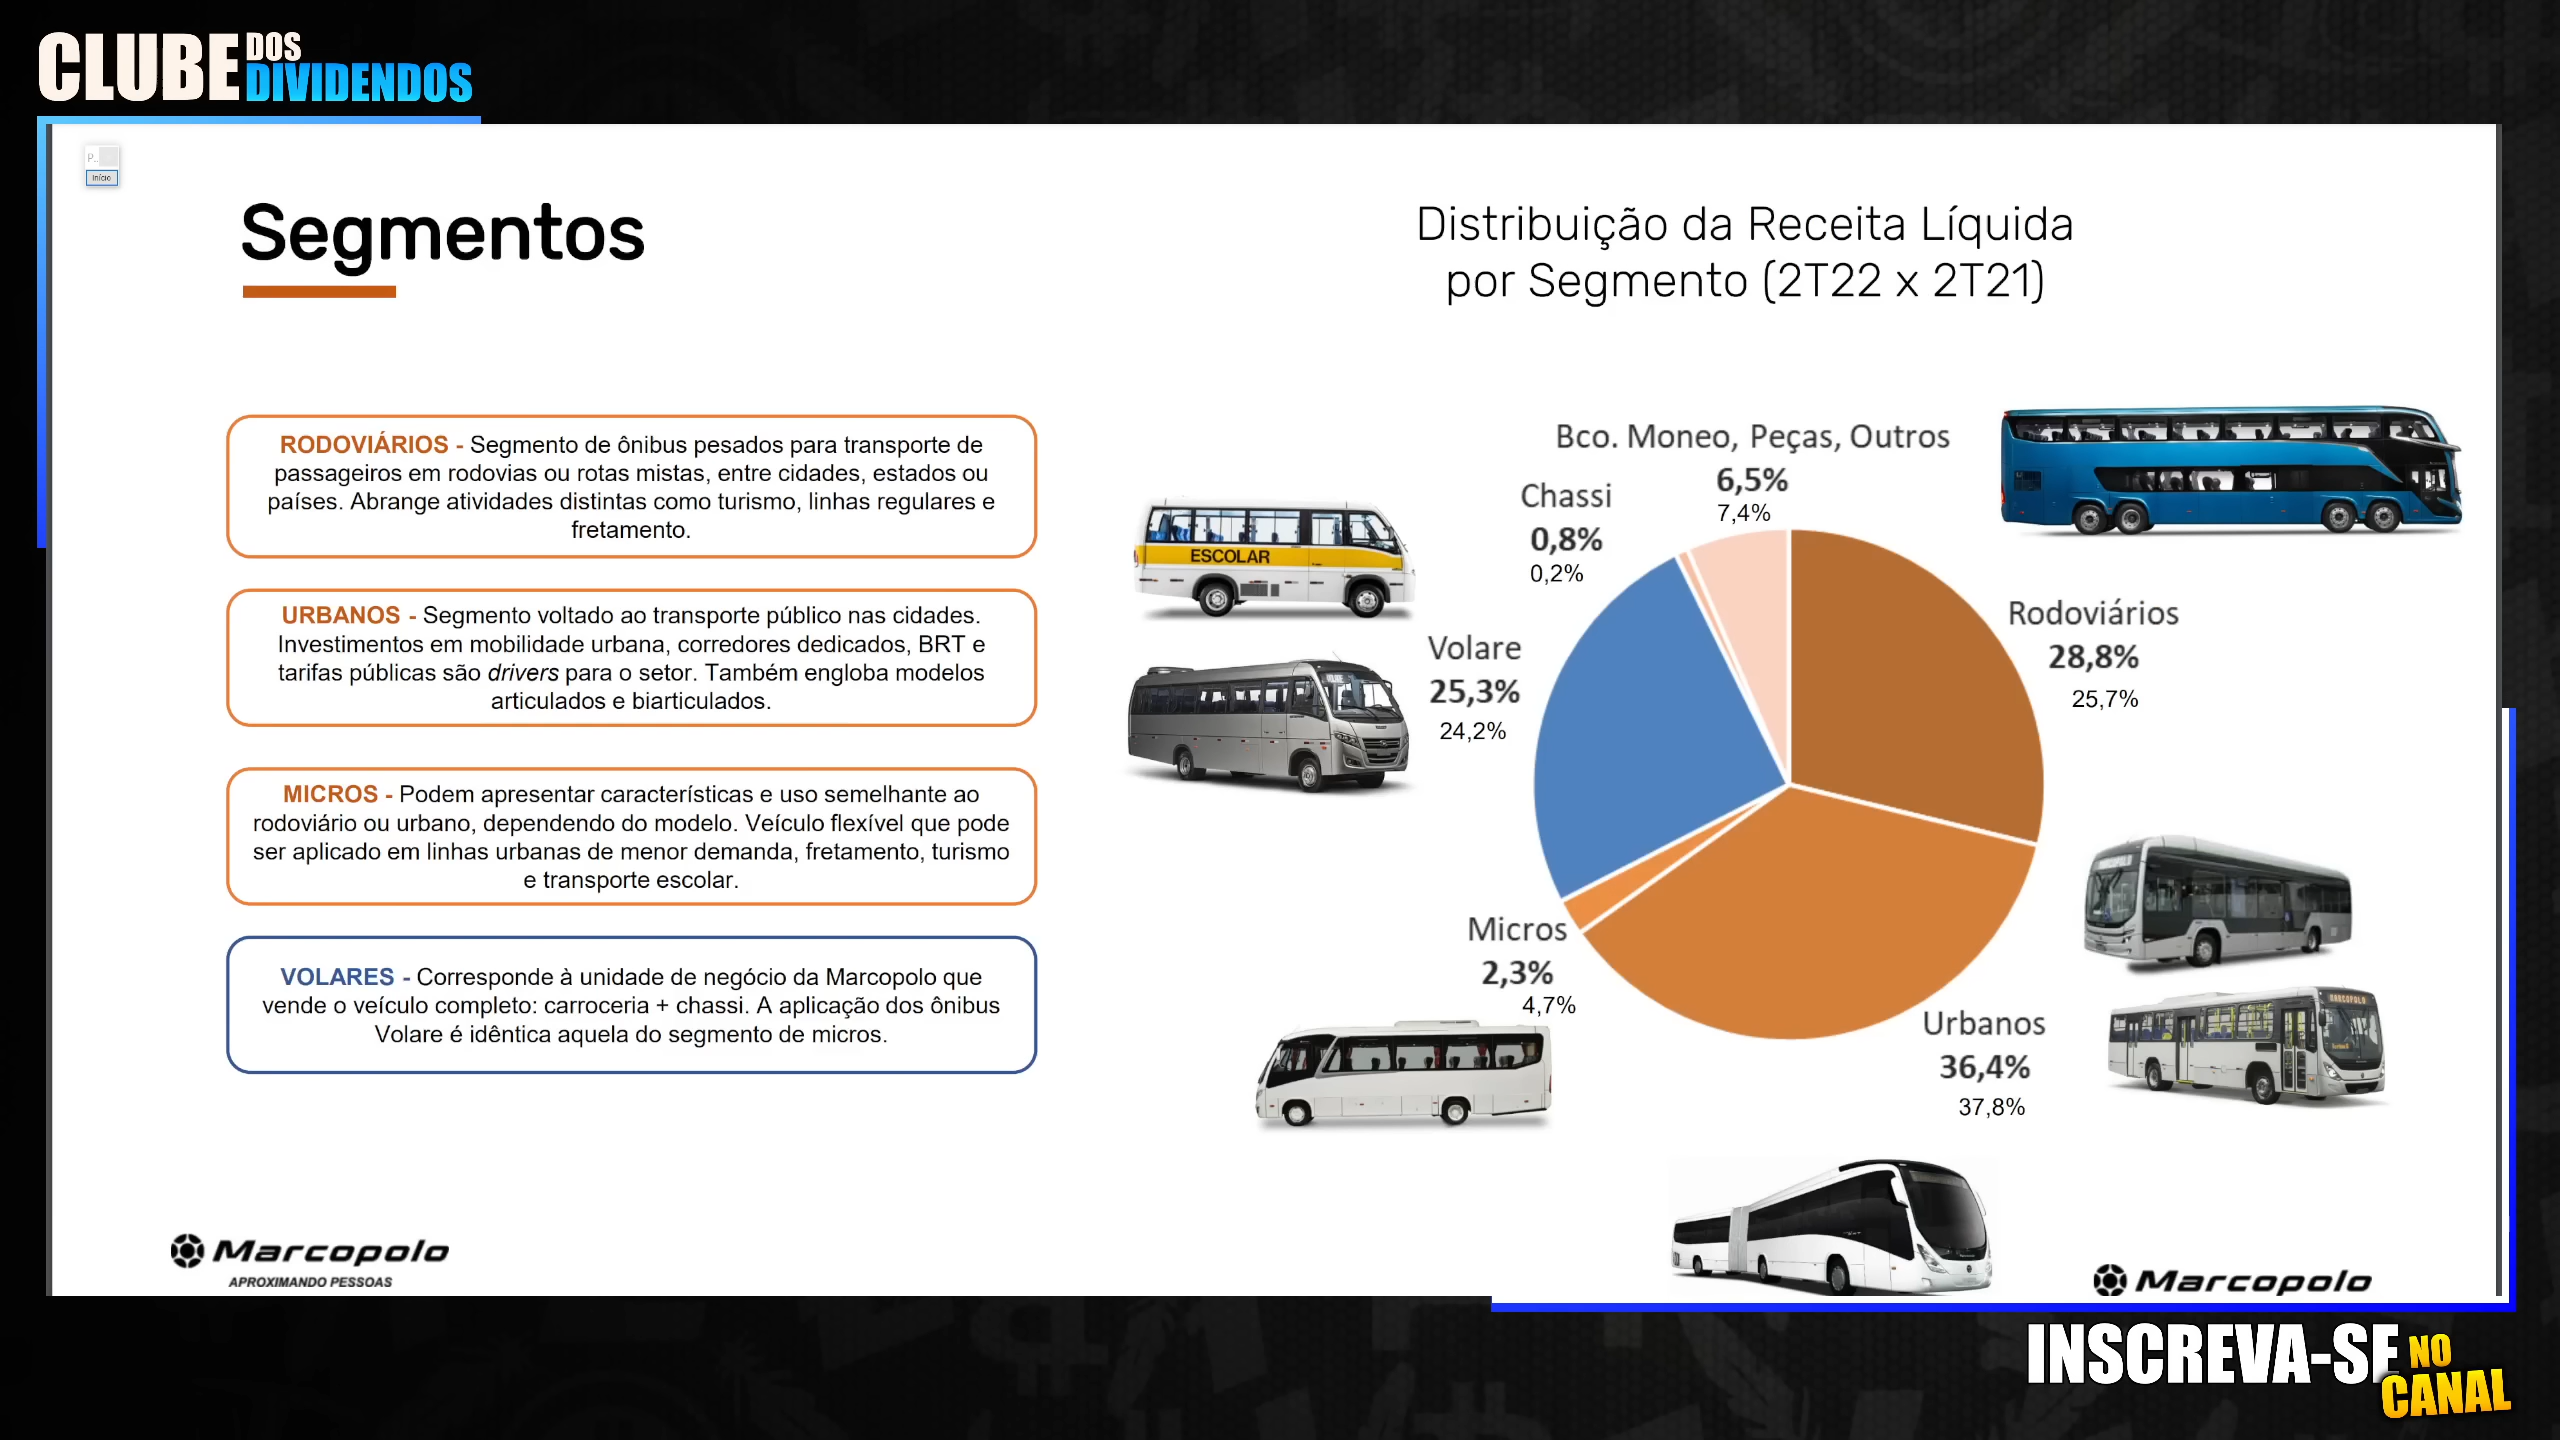 CLUBE DOS
DIVIDENDOS
P...
Início
Segmentos
Distribuição da Receita Líquida
por Segmento (2T22 x 2T21)
RODOVIÁRIOS - Segmento de ônibus pesados para transporte de
passageiros em rodovias ou rotas mistas, entre cidades, estados ou
países. Abrange atividades distintas como turismo, linhas regulares e
fretamento.
URBANOS - Segmento voltado ao transporte público nas cidades.
Investimentos em mobilidade urbana, corredores dedicados, BRT e
tarifas públicas são drivers para o setor. Também engloba modelos
articulados e biarticulados.
MICROS - Podem apresentar características e uso semelhante ao
rodoviário ou urbano, dependendo do modelo. Veículo flexível que pode
ser aplicado em linhas urbanas de menor demanda, fretamento, turismo
e transporte escolar.
VOLARES - Corresponde à unidade de negócio da Marcopolo que
vende o veículo completo: carroceria + chassi. A aplicação dos ônibus
Volare é idêntica aquela do segmento de micros.
Bco. Moneo, Peças, Outros
6,5%
7,4%
Chassi
0,8%
0,2%
ESCOLAR
Rodoviários
28,8%
25,7%
Volare
25,3%
24,2%
VOLARE
Micros
2,3%
4,7%
Urbanos
36,4%
37,8%
MARCOPOLO
Marcopolo
APROXIMANDO PESSOAS
Marcopolo
INSCREVA-SE NO
CANAL